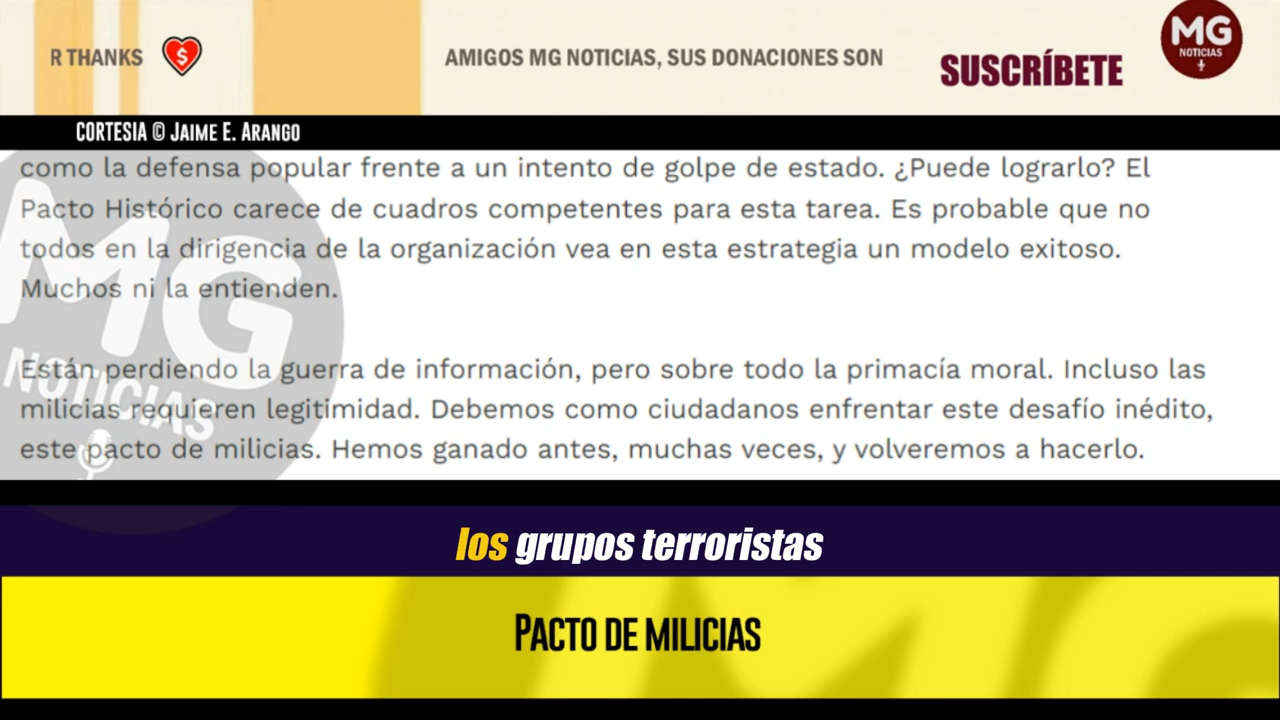 R THANKS
$
AMIGOS MG NOTICIAS, SUS DONACIONES SON
SUSCRÍBETE
MG
NOTICIAS
CORTESIA © JAIME E. ARANGO
como la defensa popular frente a un intento de golpe de estado. ¿Puede lograrlo? El
Pacto Histórico carece de cuadros competentes para esta tarea. Es probable que no
todos en la dirigencia de la organización vea en esta estrategia un modelo exitoso.
Muchos ni la entienden.
MG
NOTICIAS
Están perdiendo la guerra de información, pero sobre todo la primacía moral. Incluso las
milicias requieren legitimidad. Debemos como ciudadanos enfrentar este desafío inédito,
este pacto de milicias. Hemos ganado antes, muchas veces, y volveremos a hacerlo.
los grupos terroristas
PACTO DE MILICIAS